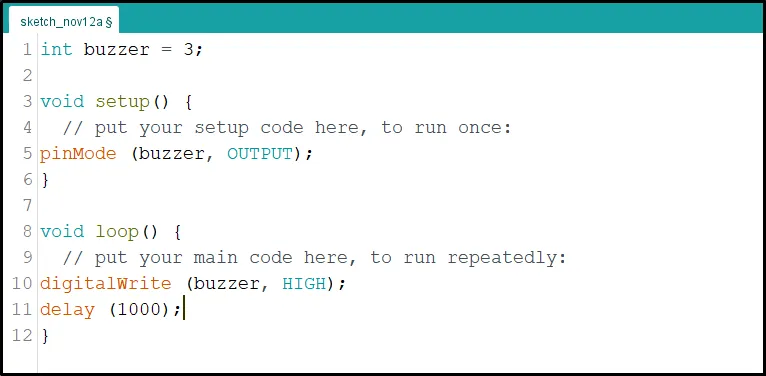 sketch_nov12a §
1 int buzzer = 3;
2
3 void setup() {
4   // put your setup code here, to run once:
5 pinMode (buzzer, OUTPUT);
6 }
7
8 void loop() {
9   // put your main code here, to run repeatedly:
10 digitalWrite (buzzer, HIGH);
11 delay (1000);
12 }